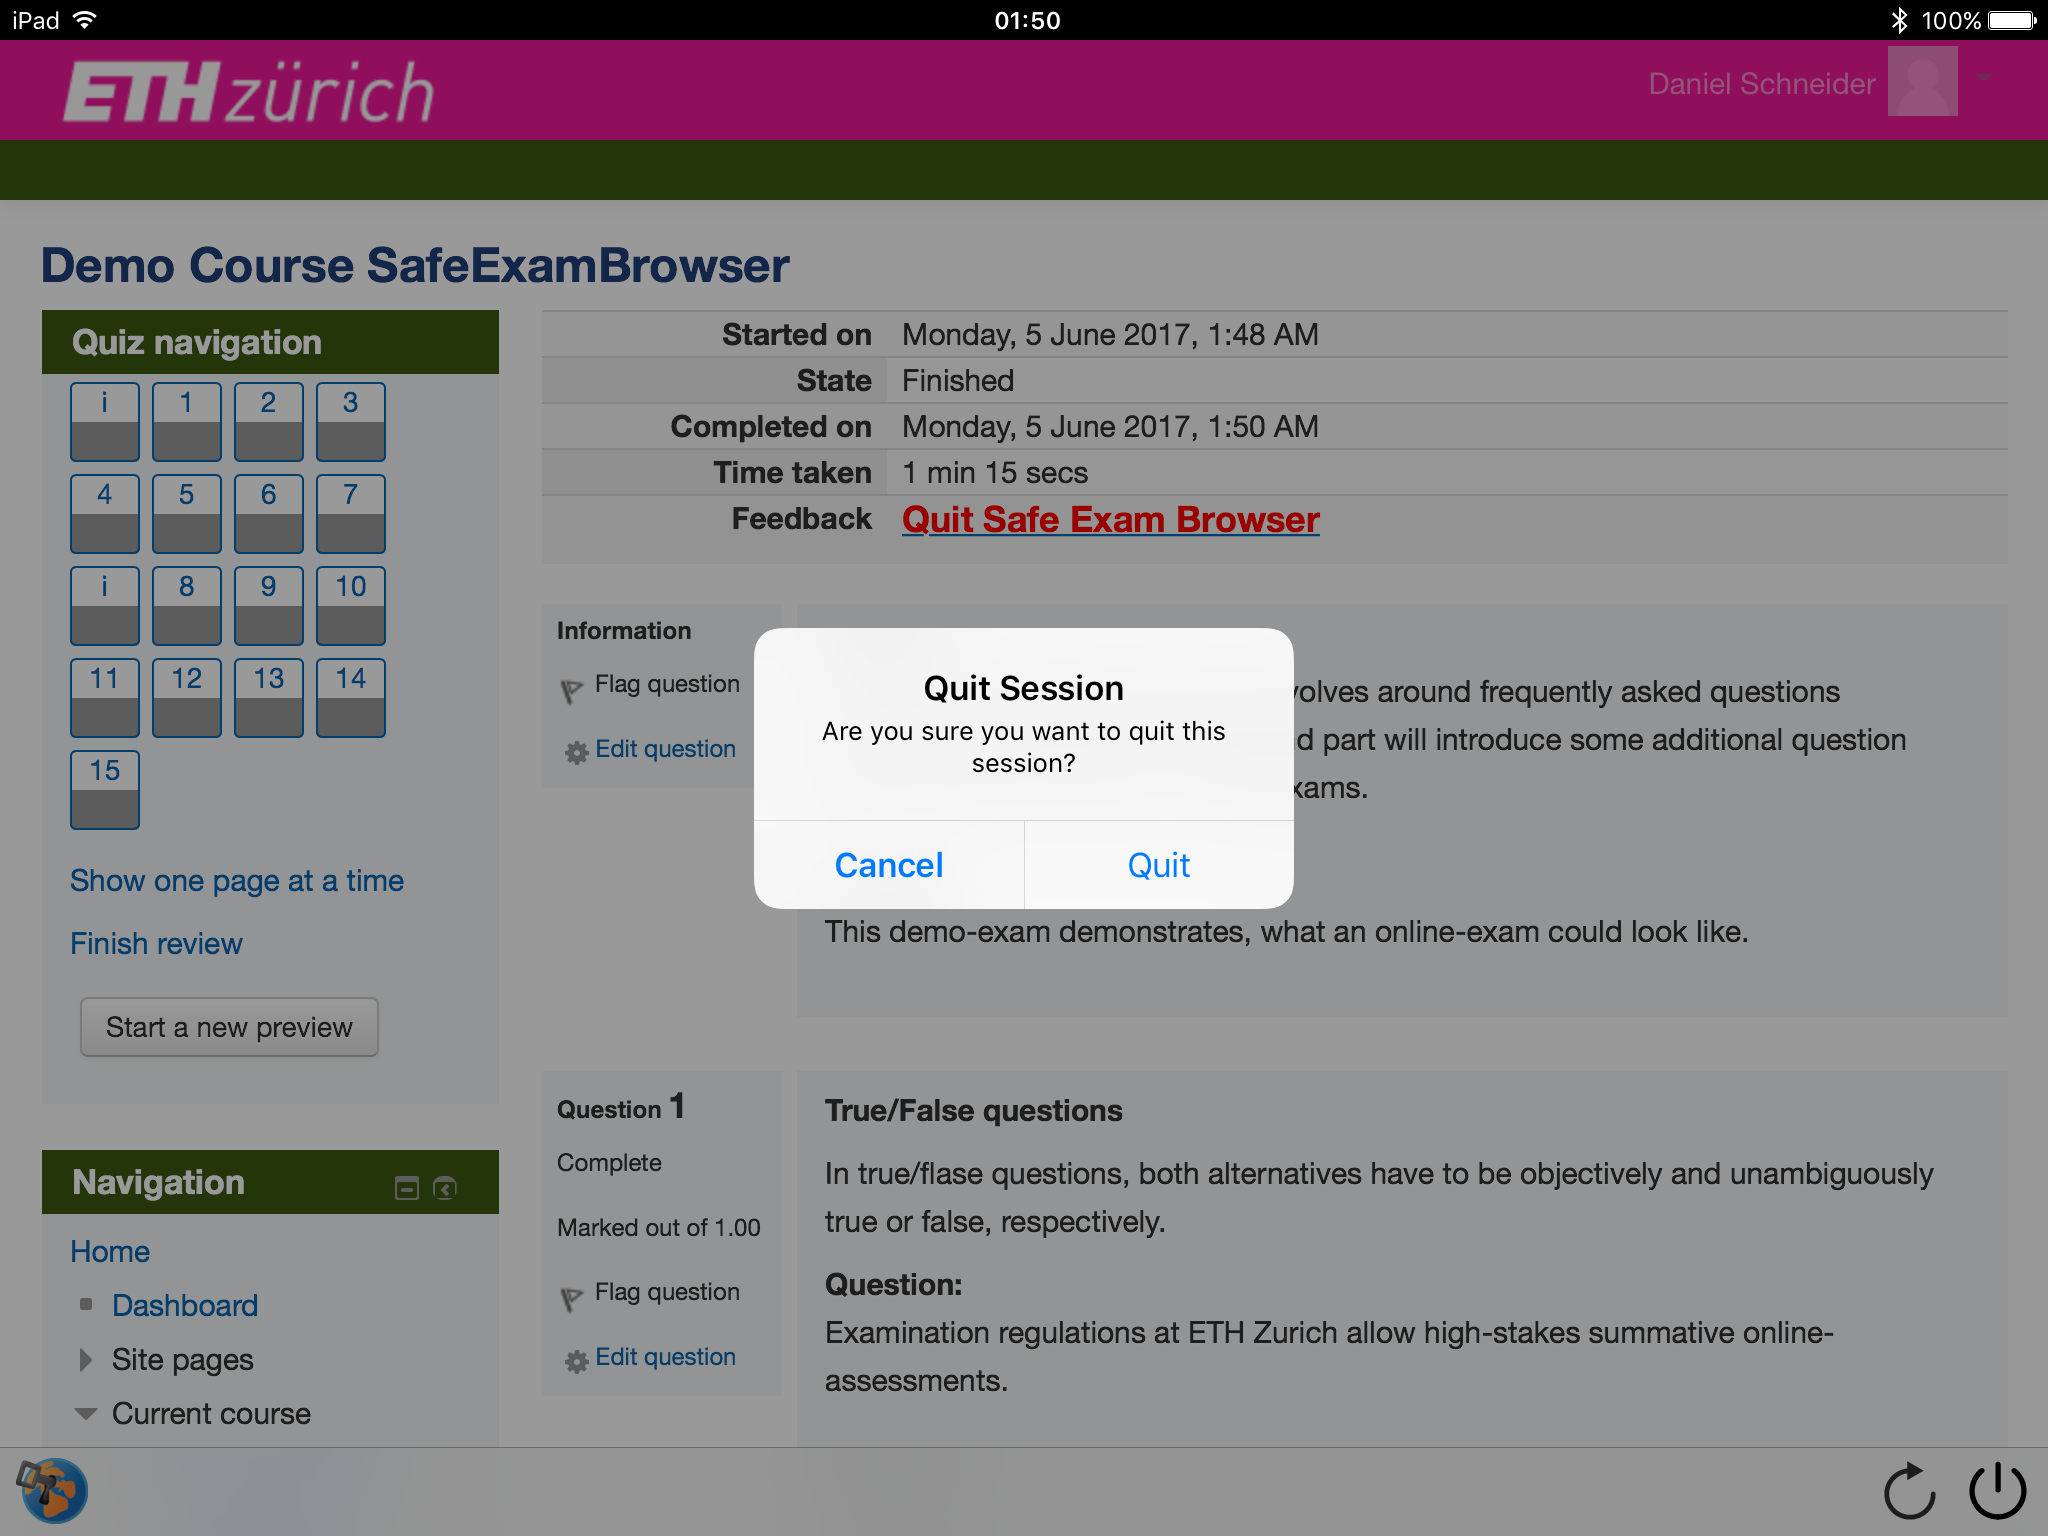 iPad
01:50
100%
ETH zürich
Daniel Schneider
Demo Course SafeExamBrowser
Quiz navigation
i 1 2 3
4 5 6 7
i 8 9 10
11 12 13 14
15
Show one page at a time
Finish review
Start a new preview
Navigation
Home
Dashboard
Site pages
Current course
Started on Monday, 5 June 2017, 1:48 AM
State Finished
Completed on Monday, 5 June 2017, 1:50 AM
Time taken 1 min 15 secs
Feedback Quit Safe Exam Browser
Information
Flag question
Edit question
around frequently asked questions
part will introduce some additional question
This demo-exam demonstrates, what an online-exam could look like.
Quit Session
Are you sure you want to quit this
session?
Cancel Quit
Question 1
Complete
Marked out of 1.00
Flag question
Edit question
True/False questions
In true/flase questions, both alternatives have to be objectively and unambiguously
true or false, respectively.
Question:
Examination regulations at ETH Zurich allow high-stakes summative online-
assessments.